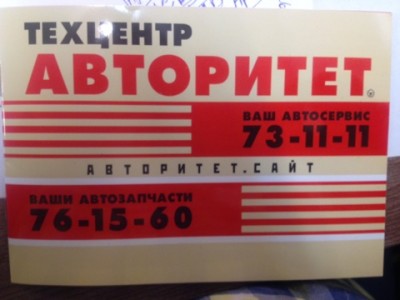 ТЕХЦЕНТР
АВТОРИТЕТ®
ВАШ АВТОСЕРВИС
73-11-11
АВТОРИТЕТ.САЙТ
ВАШИ АВТОЗАПЧАСТИ
76-15-60